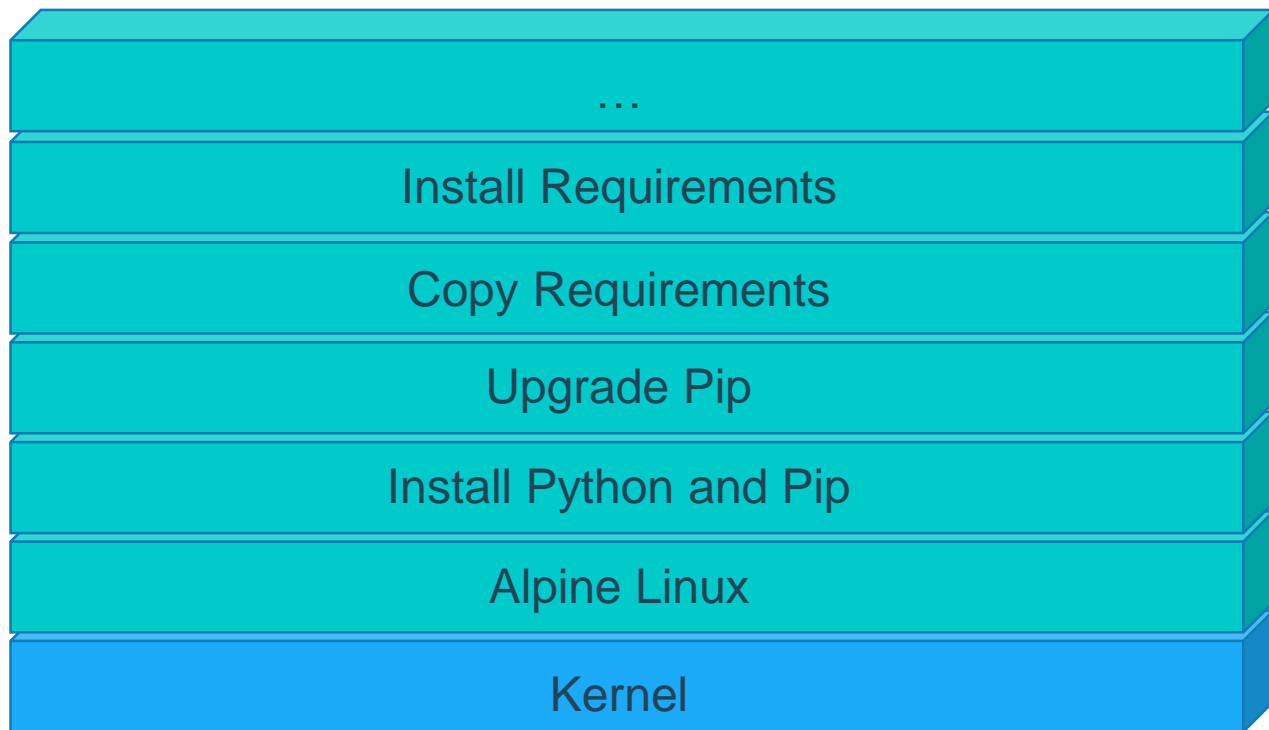 ...
Install Requirements
Copy Requirements
Upgrade Pip
Install Python and Pip
Alpine Linux
Kernel